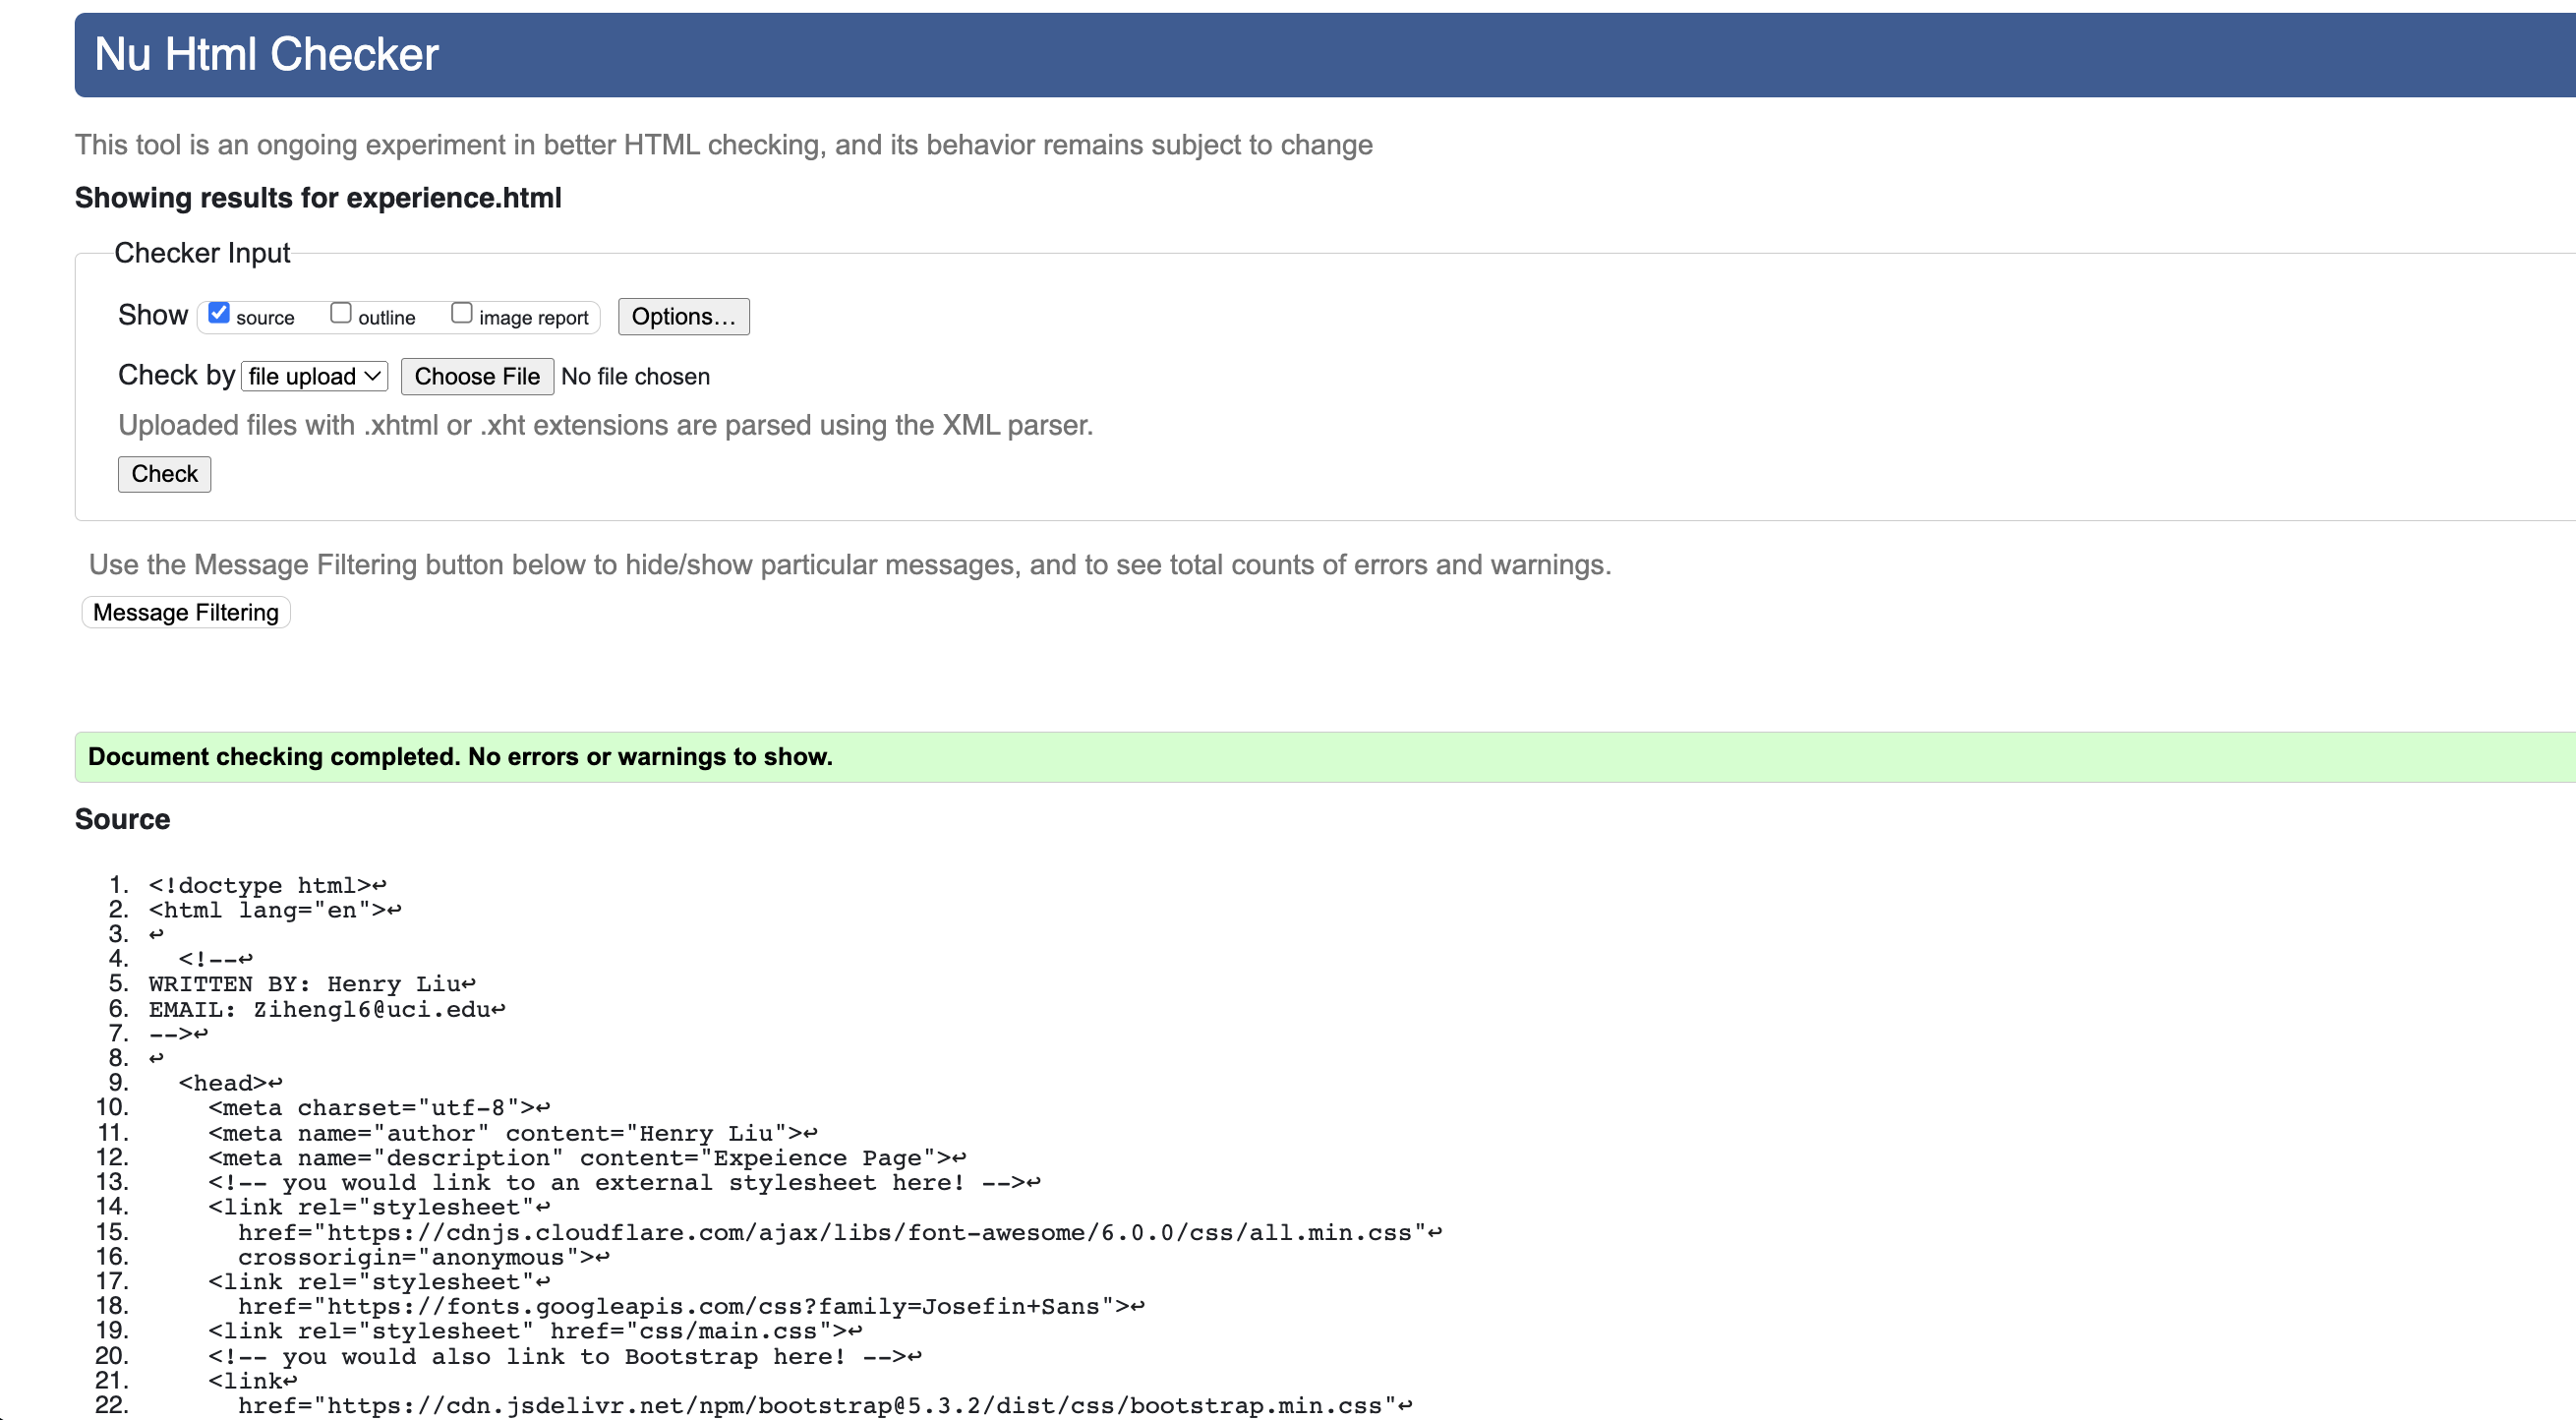 Nu Html Checker
This tool is an ongoing experiment in better HTML checking, and its behavior remains subject to change
Showing results for experience.html
Checker Input
Show source outline image report Options...
Check by file upload Choose File No file chosen
Uploaded files with .xhtml or .xht extensions are parsed using the XML parser.
Check
Use the Message Filtering button below to hide/show particular messages, and to see total counts of errors and warnings.
Message Filtering
Document checking completed. No errors or warnings to show.
Source
1. <!doctype html>↩
2. <html lang="en">↩
3. ↩
4. <!--↩
5. WRITTEN BY: Henry Liu↩
6. EMAIL: Zihengl6@uci.edu↩
7. -->↩
8. ↩
9. <head>↩
10. <meta charset="utf-8">↩
11. <meta name="author" content="Henry Liu">↩
12. <meta name="description" content="Expeience Page">↩
13. <!-- you would link to an external stylesheet here! -->↩
14. <link rel="stylesheet"↩
15. href="https://cdnjs.cloudflare.com/ajax/libs/font-awesome/6.0.0/css/all.min.css"↩
16. crossorigin="anonymous">↩
17. <link rel="stylesheet"↩
18. href="https://fonts.googleapis.com/css?family=Josefin+Sans">↩
19. <link rel="stylesheet" href="css/main.css">↩
20. <!-- you would also link to Bootstrap here! -->↩
21. <link↩
22. href="https://cdn.jsdelivr.net/npm/bootstrap@5.3.2/dist/css/bootstrap.min.css"↩